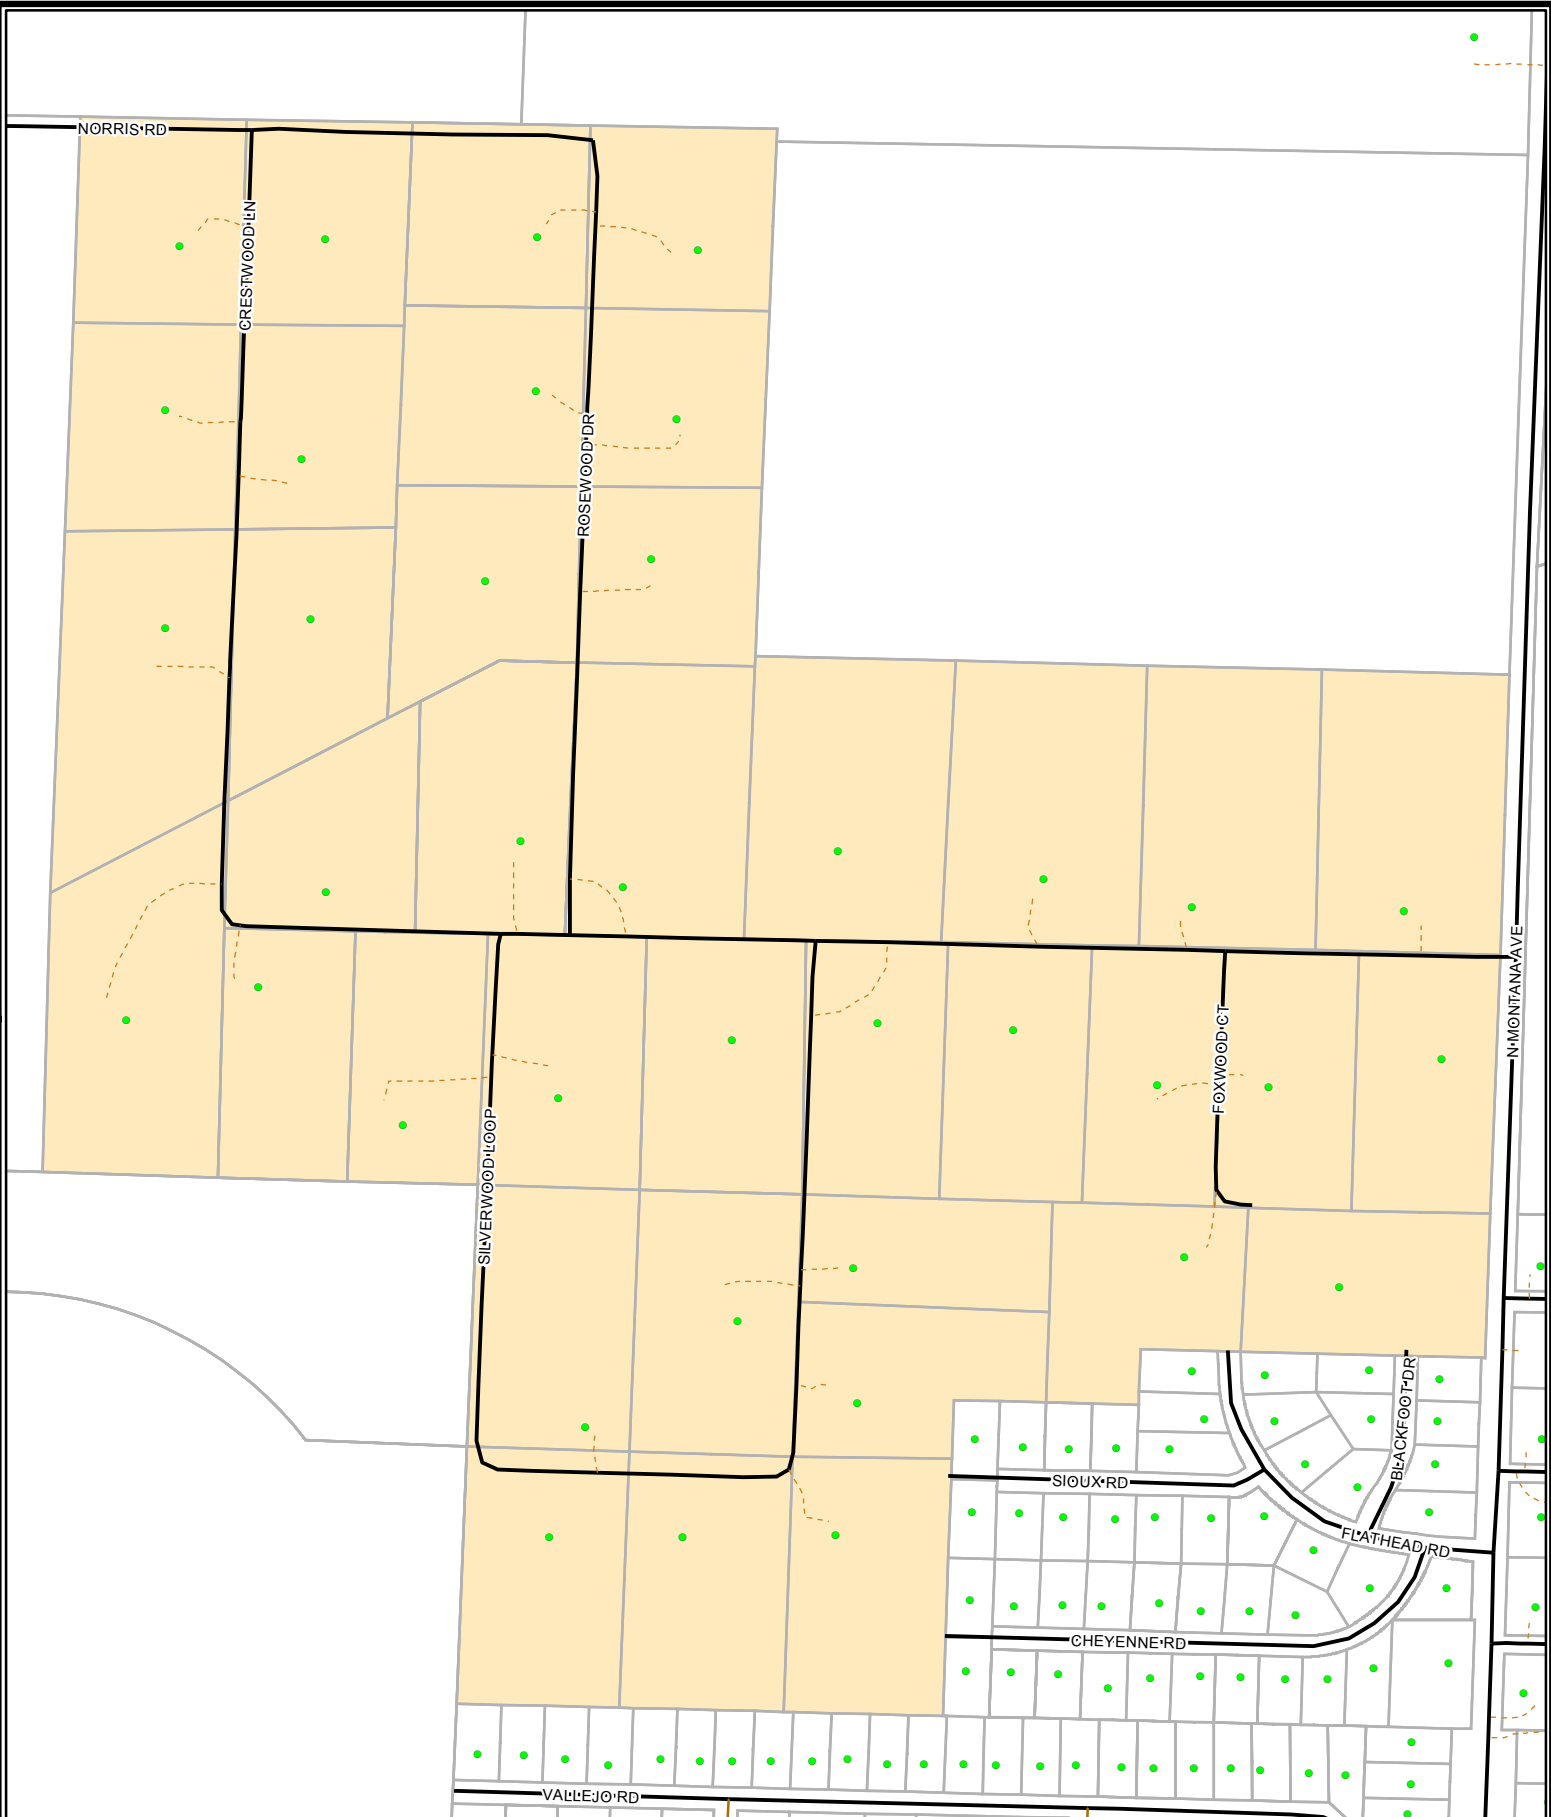 NORRIS RD
CRESTWOOD LN
ROSEWOOD DR
N MONTANA AVE
FOXWOOD CT
SILVERWOOD LOOP
BLACKFOOT DR
SIOUX RD
FLATHEAD RD
CHEYENNE RD
VALLEJO RD